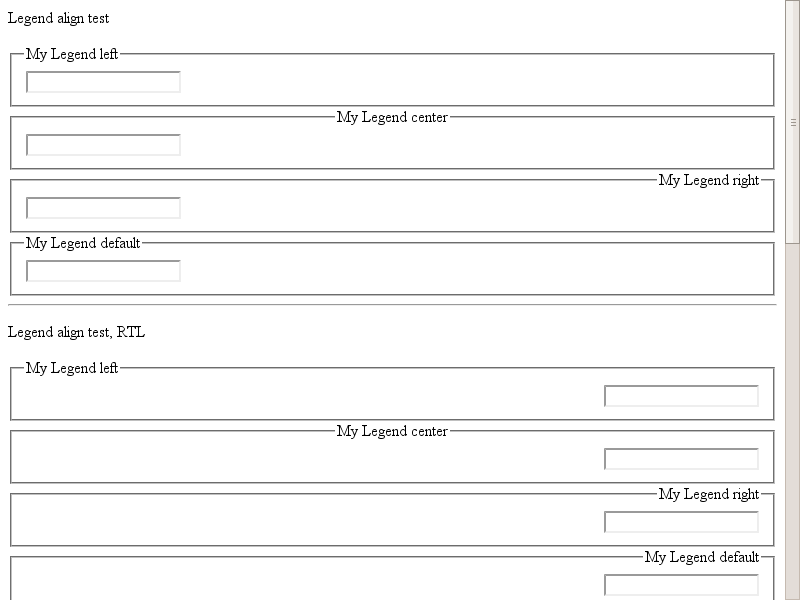 Legend align test
My Legend left
My Legend center
My Legend right
My Legend default
Legend align test, RTL
My Legend left
My Legend center
My Legend right
My Legend default